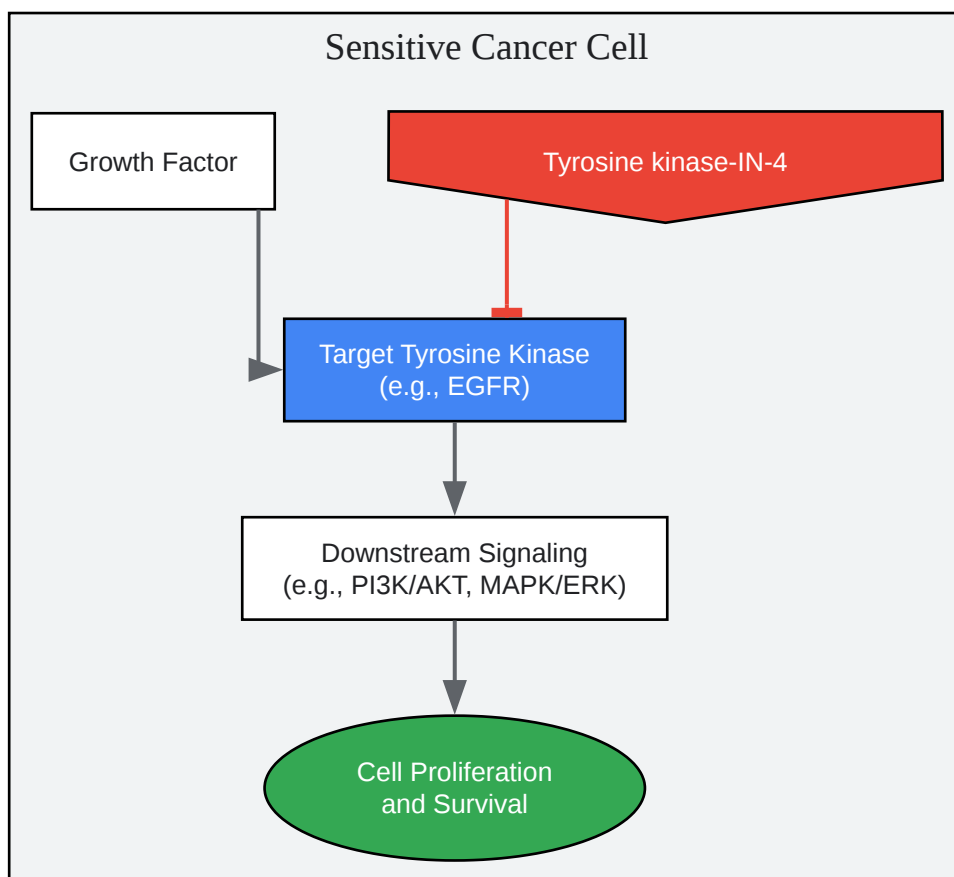 Sensitive Cancer Cell
Growth Factor
Tyrosine kinase-IN-4
Target Tyrosine Kinase
(e.g., EGFR)
Downstream Signaling
(e.g., PI3K/AKT, MAPK/ERK)
Cell Proliferation
and Survival